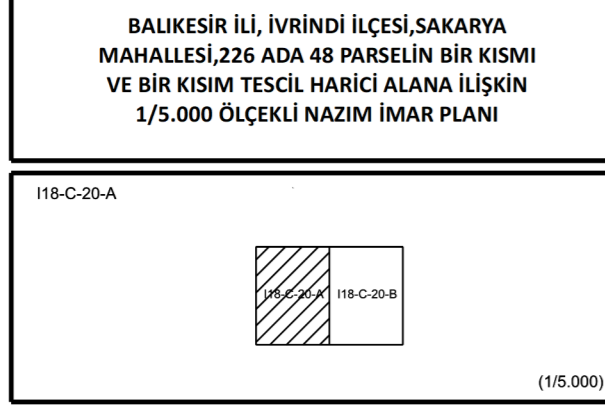 BALIKESİR İLİ, İVRİNDİ İLÇESİ,SAKARYA
MAHALLESİ,226 ADA 48 PARSELİN BİR KISMI
VE BİR KISIM TESCİL HARİCİ ALANA İLİŞKİN
1/5.000 ÖLÇEKLİ NAZIM İMAR PLANI
I18-C-20-A
I18-C-20-A I18-C-20-B
(1/5.000)